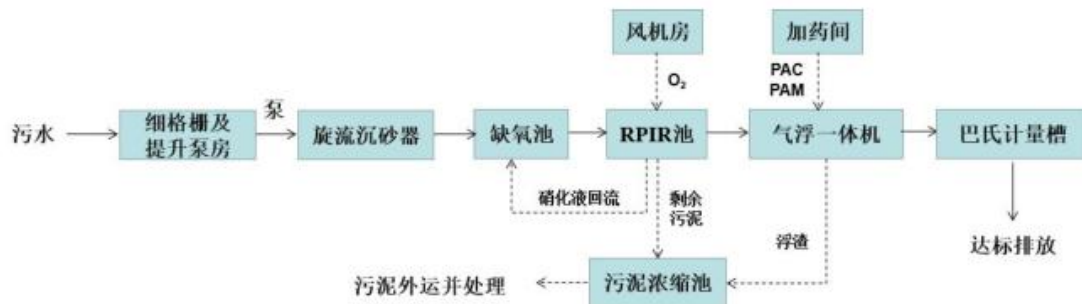 风机房
加药间
O₂
PAC
PAM
污水
细格栅及
提升泵房
泵
旋流沉砂器
缺氧池
RPIR池
气浮一体机
巴氏计量槽
硝化液回流
剩余
污泥
浮渣
达标排放
污泥外运并处理
污泥浓缩池